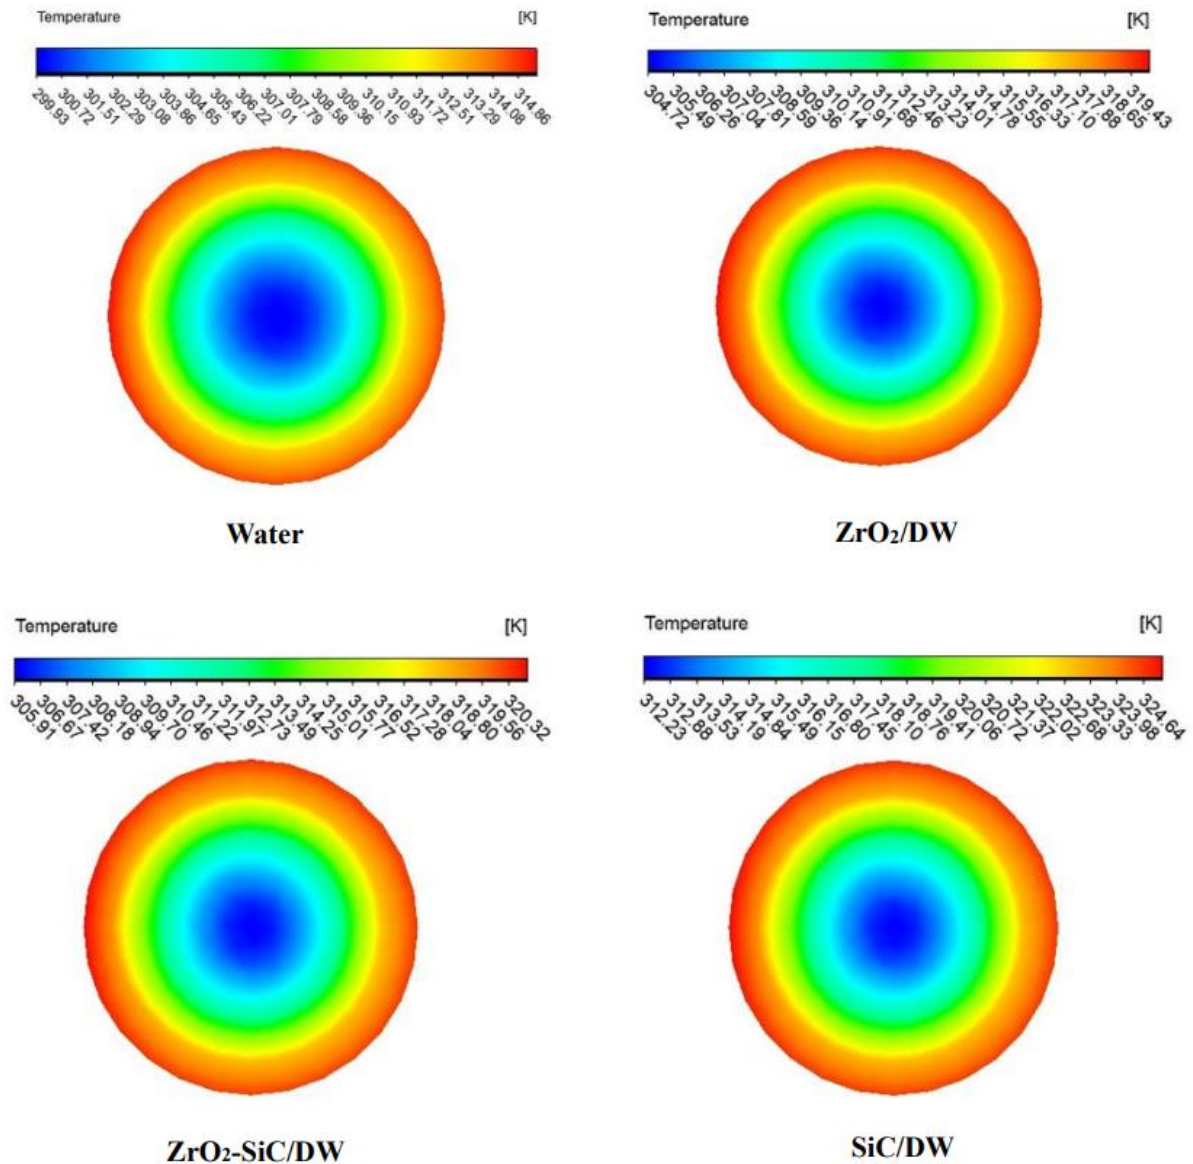 Temperature [K]
299.93 300.72 301.51 302.29 303.08 303.86 304.65 305.43 306.22 307.01 307.79 308.58 309.36 310.15 310.93 311.72 312.51 313.29 314.08 314.86
Water
Temperature [K]
304.72 305.49 306.26 307.04 307.81 308.59 309.36 310.14 310.91 311.68 312.46 313.23 314.01 314.78 315.55 316.33 317.10 317.88 318.65 319.43
ZrO₂/DW
Temperature [K]
305.91 306.67 307.42 308.18 308.94 309.70 310.46 311.22 311.97 312.73 313.49 314.25 315.01 315.77 316.52 317.28 318.04 318.80 319.56 320.32
ZrO₂-SiC/DW
Temperature [K]
312.23 312.88 313.53 314.19 314.84 315.49 316.15 316.80 317.45 318.10 318.76 319.41 320.06 320.72 321.37 322.02 322.68 323.33 323.98 324.64
SiC/DW